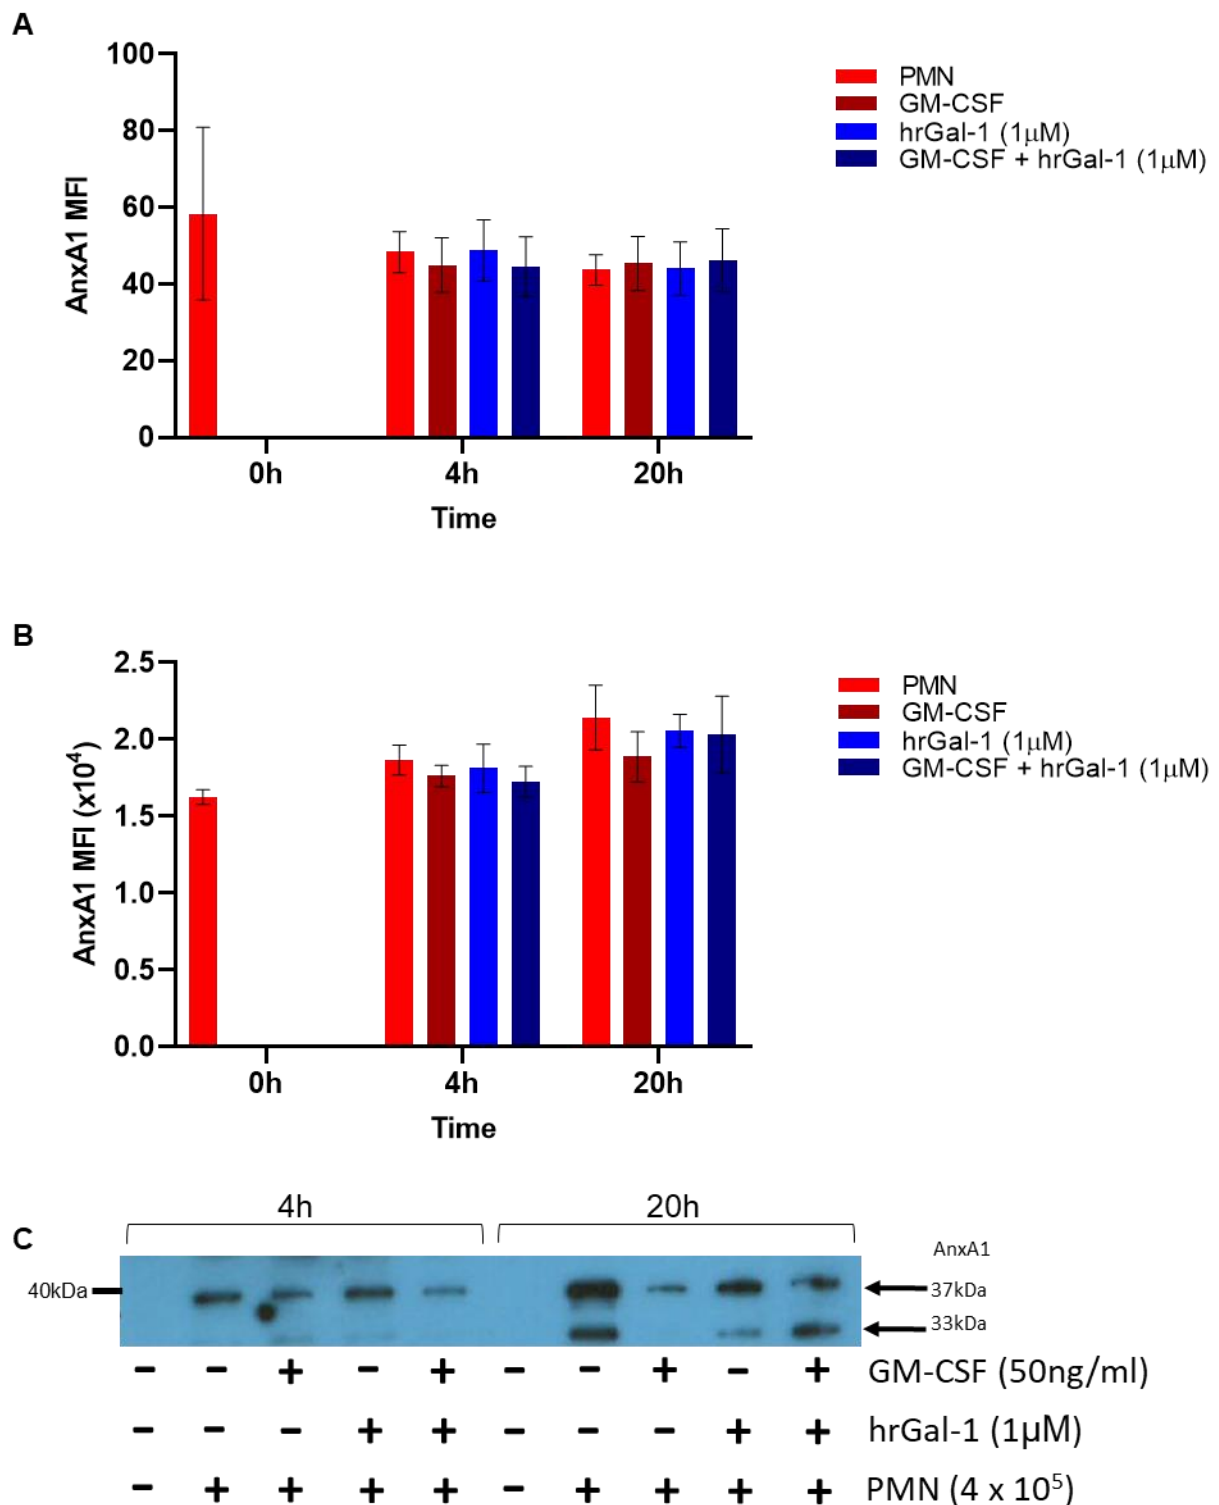 A
100
80
60
40
20
0
AnxA1 MFI
0h 4h 20h
Time
PMN
GM-CSF
hrGal-1 (1μM)
GM-CSF + hrGal-1 (1μM)
B
2.5
2.0
1.5
1.0
0.5
0.0
AnxA1 MFI (x10⁴)
0h 4h 20h
Time
PMN
GM-CSF
hrGal-1 (1μM)
GM-CSF + hrGal-1 (1μM)
C
4h 20h
AnxA1
40kDa
37kDa
33kDa
− − + − + − − + − + GM-CSF (50ng/ml)
− − − + + − − − + + hrGal-1 (1μM)
− + + + + − + + + + PMN (4 x 10⁵)